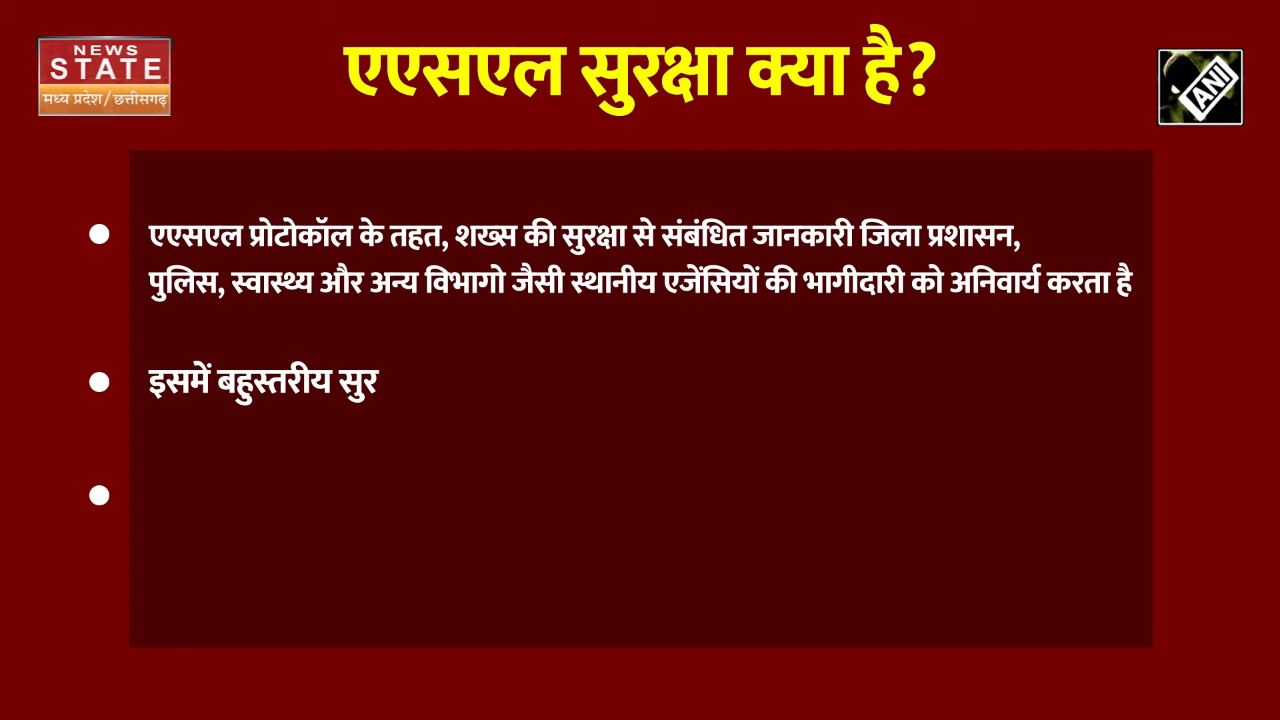 NEWS
STATE
मध्य प्रदेश/छत्तीसगढ़
एएसएल सुरक्षा क्या है?
ANI
एएसएल प्रोटोकॉल के तहत, शख्स की सुरक्षा से संबंधित जानकारी जिला प्रशासन,
पुलिस, स्वास्थ्य और अन्य विभागो जैसी स्थानीय एजेंसियों की भागीदारी को अनिवार्य करता है
इसमें बहुस्तरीय सुर